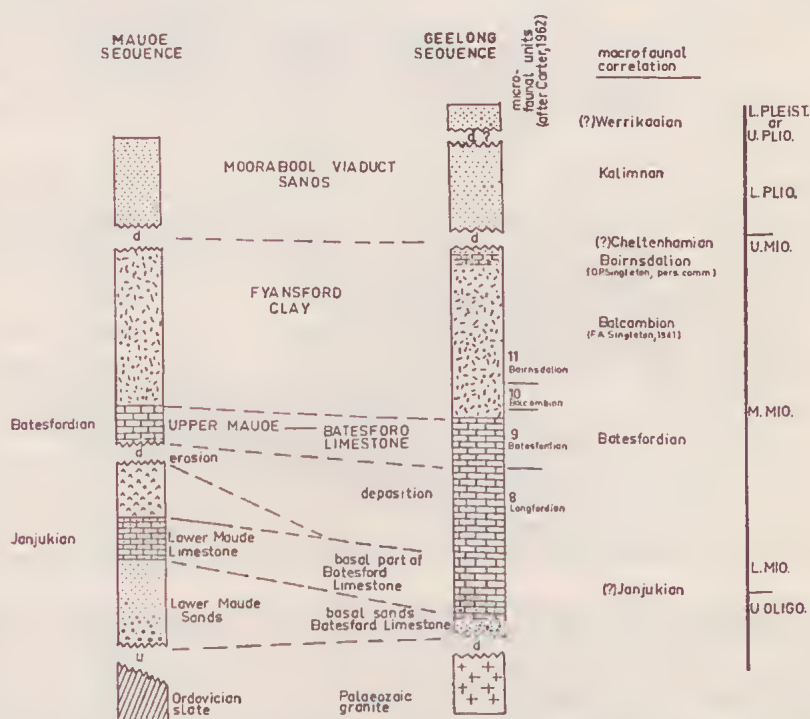 MAUDE
SEQUENCE
GEELONG
SEQUENCE
micro-
faunal units
(after Carter, 1962)
macrofaunal
correlation
(?)Werrikooian
L. PLEIST.
or
U. PLIO.
d ?
MOORABOOL VIADUCT
SANDS
Kalimnan
L. PLIO.
d
d
(?)Cheltenhamian
U. MIO.
Bairnsdalian
(O.P.Singleton, pers. comm.)
FYANSFORD
CLAY
Balcombian
(F.A. Singleton, 1941)
11
Bairnsdalian
10
Balcombian
Batesfordian
UPPER MAUDE
BATESFORD
LIMESTONE
9
Batesfordian
Batesfordian
M. MIO.
d
erosion
deposition
8
Longfordian
Janjukian
Lower Maude
Limestone
basal part of
Batesford
Limestone
L. MIO.
(?)Janjukian
Lower Maude
Sands
basal sands
Batesford Limestone
U OLIGO.
u
d
Ordovician
slate
Palaeozoic
granite